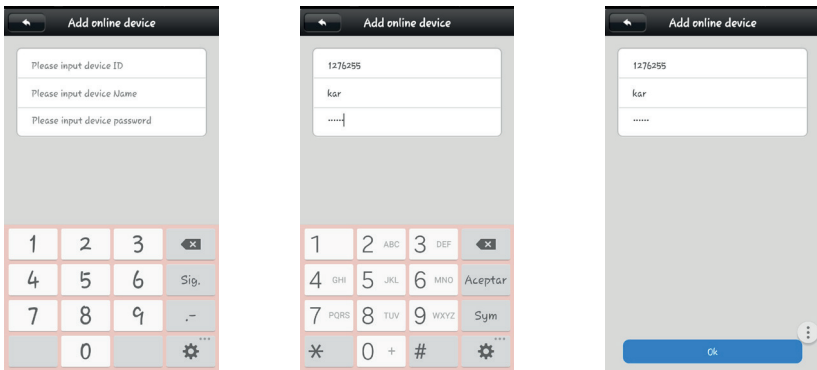 Add online device
Please input device ID
Please input device Name
Please input device password
1 2 3
4 5 6 Sig.
7 8 9 .-
0
Add online device
1276255
kar
······
1 2 ABC 3 DEF
4 GHI 5 JKL 6 MNO Aceptar
7 PQRS 8 TUV 9 WXYZ Sym
* 0 + #
Add online device
1276255
kar
······
Ok